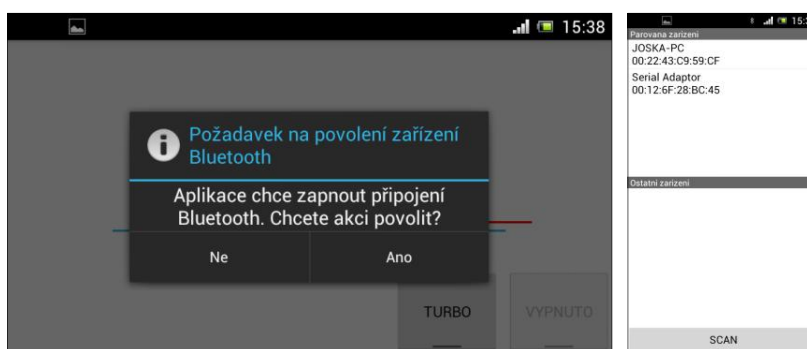 15:38
Požadavek na povolení zařízení
Bluetooth
Aplikace chce zapnout připojení
Bluetooth. Chcete akci povolit?
Ne
Ano
TURBO
VYPNUTO
Parovana zarizeni
JOSKA-PC
00:22:43:C9:59:CF
Serial Adaptor
00:12:6F:28:BC:45
Ostatni zarizeni
SCAN